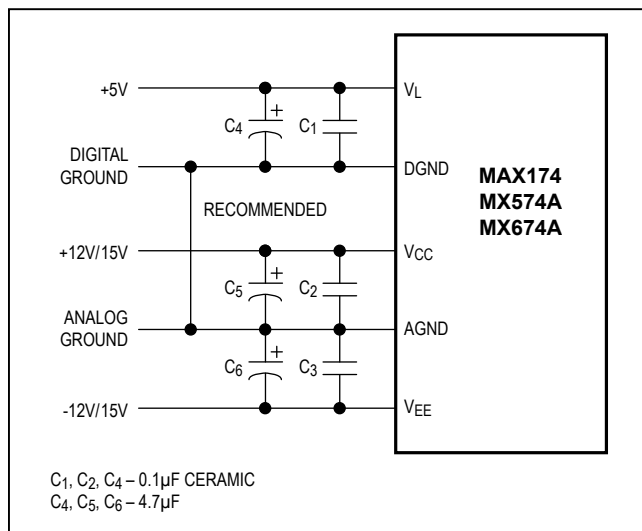 +5V
C4
+
C1
VL
DIGITAL
GROUND
DGND
RECOMMENDED
MAX174
MX574A
MX674A
+12V/15V
C5
+
C2
VCC
ANALOG
GROUND
AGND
C6
+
C3
-12V/15V
VEE
C1, C2, C4 – 0.1µF CERAMIC
C4, C5, C6 – 4.7µF